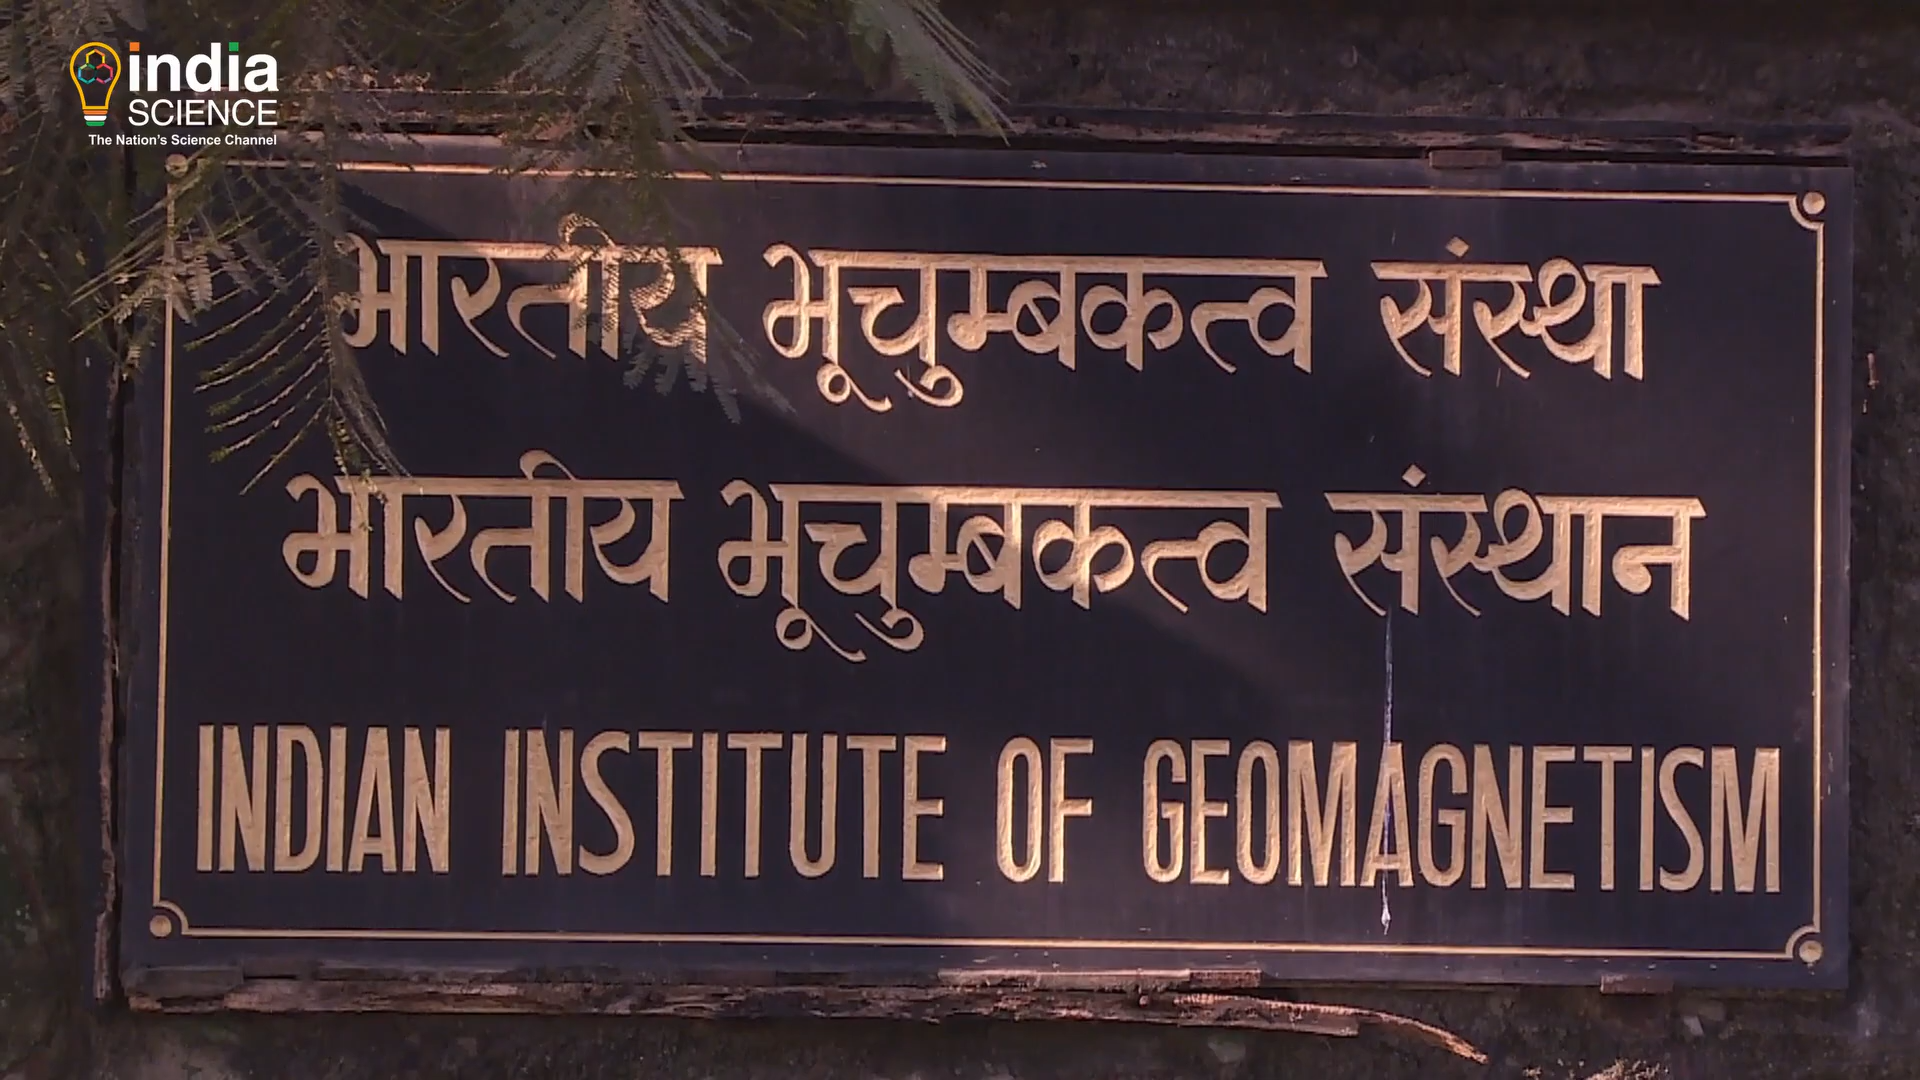 india
SCIENCE
The Nation's Science Channel
भारतीय भूचुम्बकत्व संस्था
भारतीय भूचुम्बकत्व संस्थान
INDIAN INSTITUTE OF GEOMAGNETISM